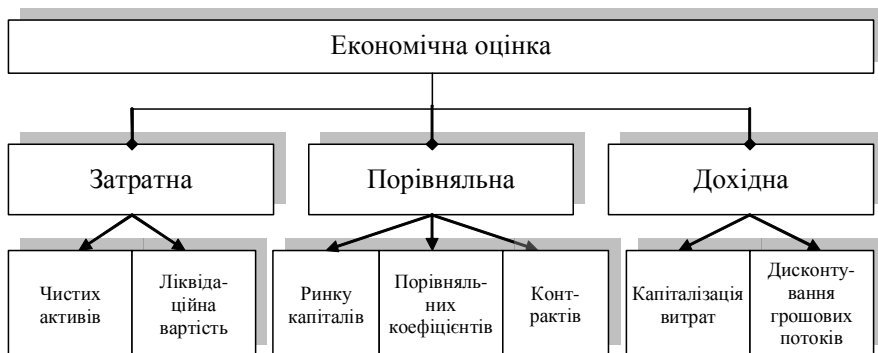 Економічна оцінка
Затратна
Порівняльна
Дохідна
Чистих
активів
Ліквіда-
ційна
вартість
Ринку
капіталів
Порівняль-
них
коефіцієнтів
Конт-
рактів
Капіталізація
витрат
Дисконту-
вання
грошових
потоків